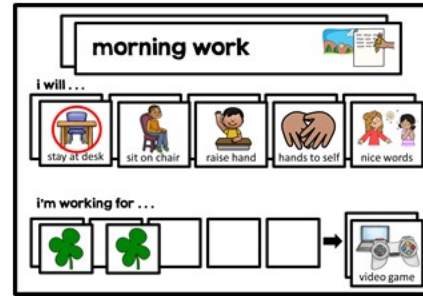 morning work
i will . . .
stay at desk sit on chair raise hand hands to self nice words
i'm working for . . .
video game